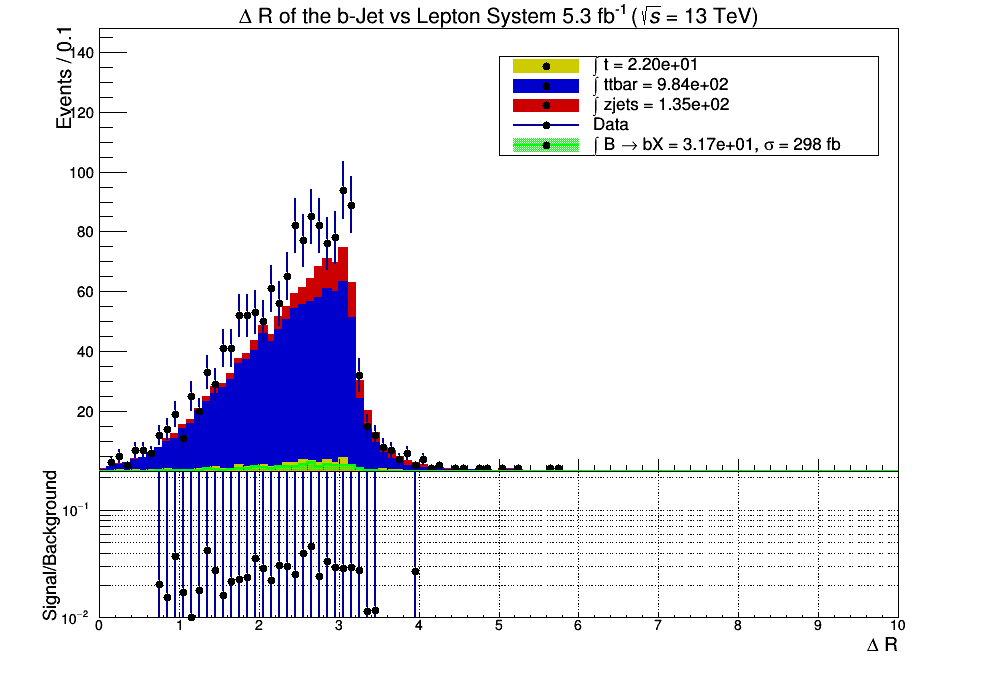 Δ R of the b-Jet vs Lepton System 5.3 fb⁻¹ (√s = 13 TeV)
Events / 0.1
140
120
100
80
60
40
20
∫ t = 2.20e+01
∫ ttbar = 9.84e+02
∫ zjets = 1.35e+02
Data
∫ B → bX = 3.17e+01, σ = 298 fb
Signal/Background
10⁻¹
10⁻²
0 1 2 3 4 5 6 7 8 9 10
Δ R